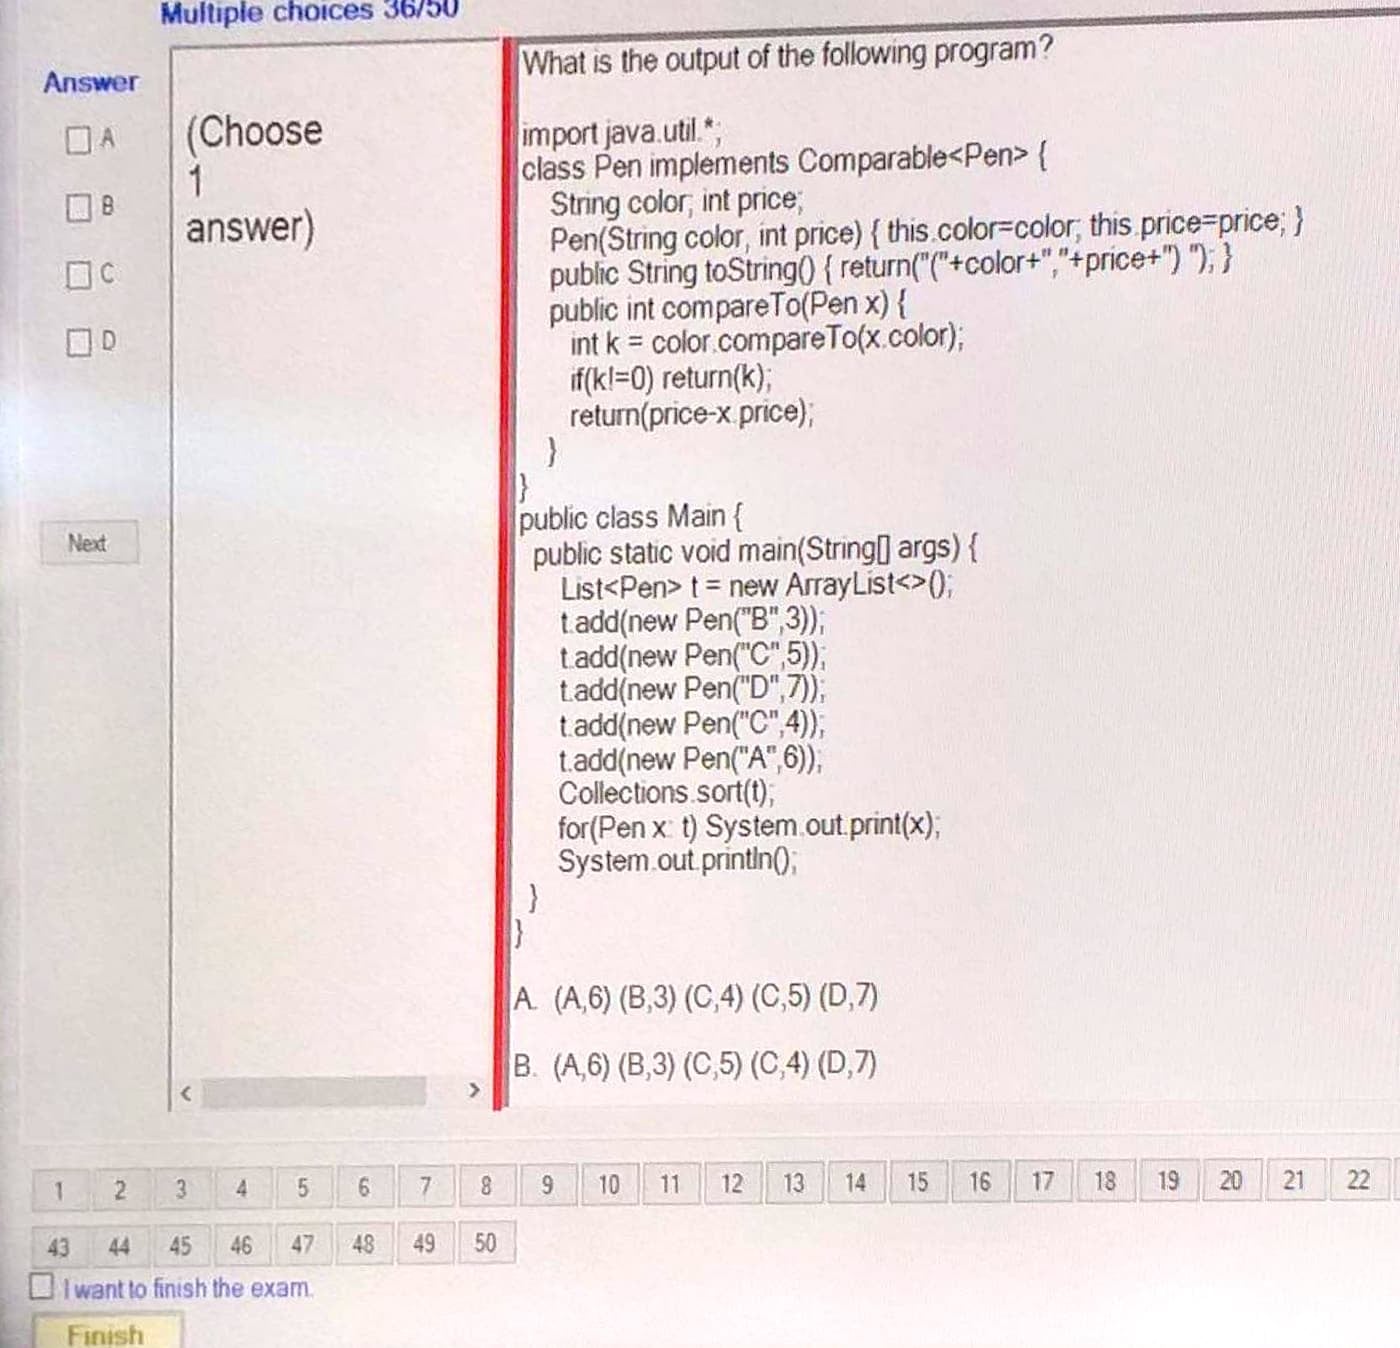 Multiple choices 36/50
Answer
A
B
C
D
(Choose
1
answer)
Next
What is the output of the following program?
import java.util.*;
class Pen implements Comparable<Pen> {
String color; int price;
Pen(String color, int price) { this.color=color; this.price=price; }
public String toString() { return("("+color+","+price+") "); }
public int compareTo(Pen x) {
int k = color.compareTo(x.color);
if(k!=0) return(k);
return(price-x.price);
}
}
public class Main {
public static void main(String[] args) {
List<Pen> t = new ArrayList<>();
t.add(new Pen("B",3));
t.add(new Pen("C",5));
t.add(new Pen("D",7));
t.add(new Pen("C",4));
t.add(new Pen("A",6));
Collections.sort(t);
for(Pen x: t) System.out.print(x);
System.out.println();
}
}
A. (A,6) (B,3) (C,4) (C,5) (D,7)
B. (A,6) (B,3) (C,5) (C,4) (D,7)
1 2 3 4 5 6 7 8 9 10 11 12 13 14 15 16 17 18 19 20 21 22
43 44 45 46 47 48 49 50
I want to finish the exam.
Finish